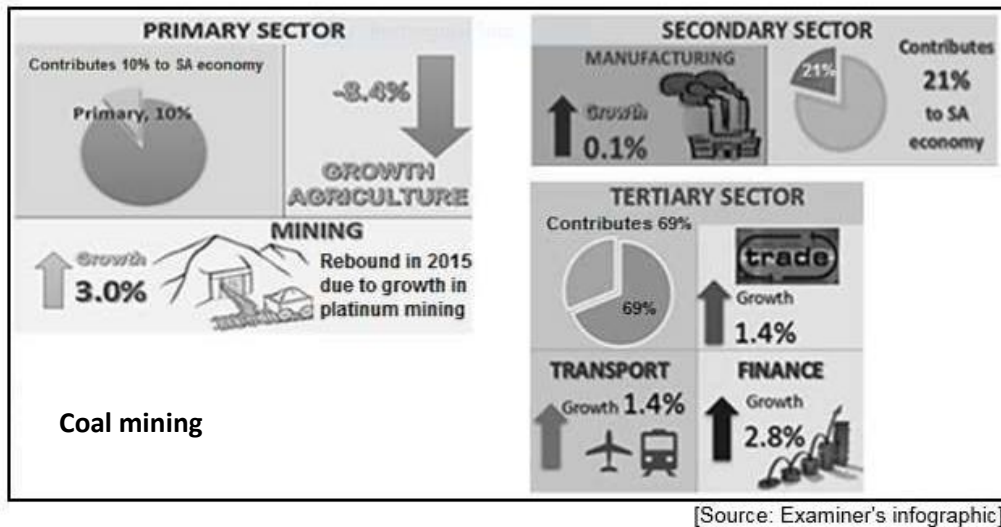 PRIMARY SECTOR
Contributes 10% to SA economy
Primary, 10%
-8.4%
GROWTH
AGRICULTURE
MINING
Growth
3.0%
Rebound in 2015
due to growth in
platinum mining
Coal mining
SECONDARY SECTOR
MANUFACTURING
Growth
0.1%
21%
Contributes
21%
to SA
economy
TERTIARY SECTOR
Contributes 69%
69%
trade
Growth
1.4%
TRANSPORT
Growth 1.4%
FINANCE
Growth
2.8%
[Source: Examiner's infographic]